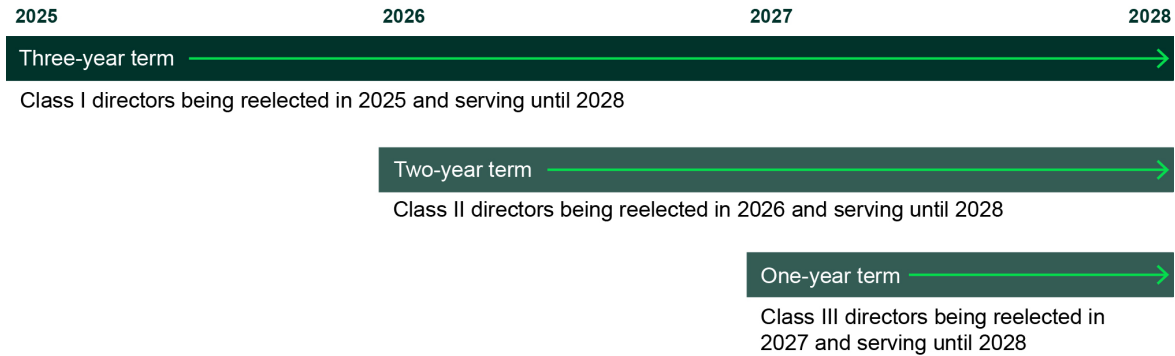 2025 2026 2027 2028
Three-year term
Class I directors being reelected in 2025 and serving until 2028
Two-year term
Class II directors being reelected in 2026 and serving until 2028
One-year term
Class III directors being reelected in
2027 and serving until 2028